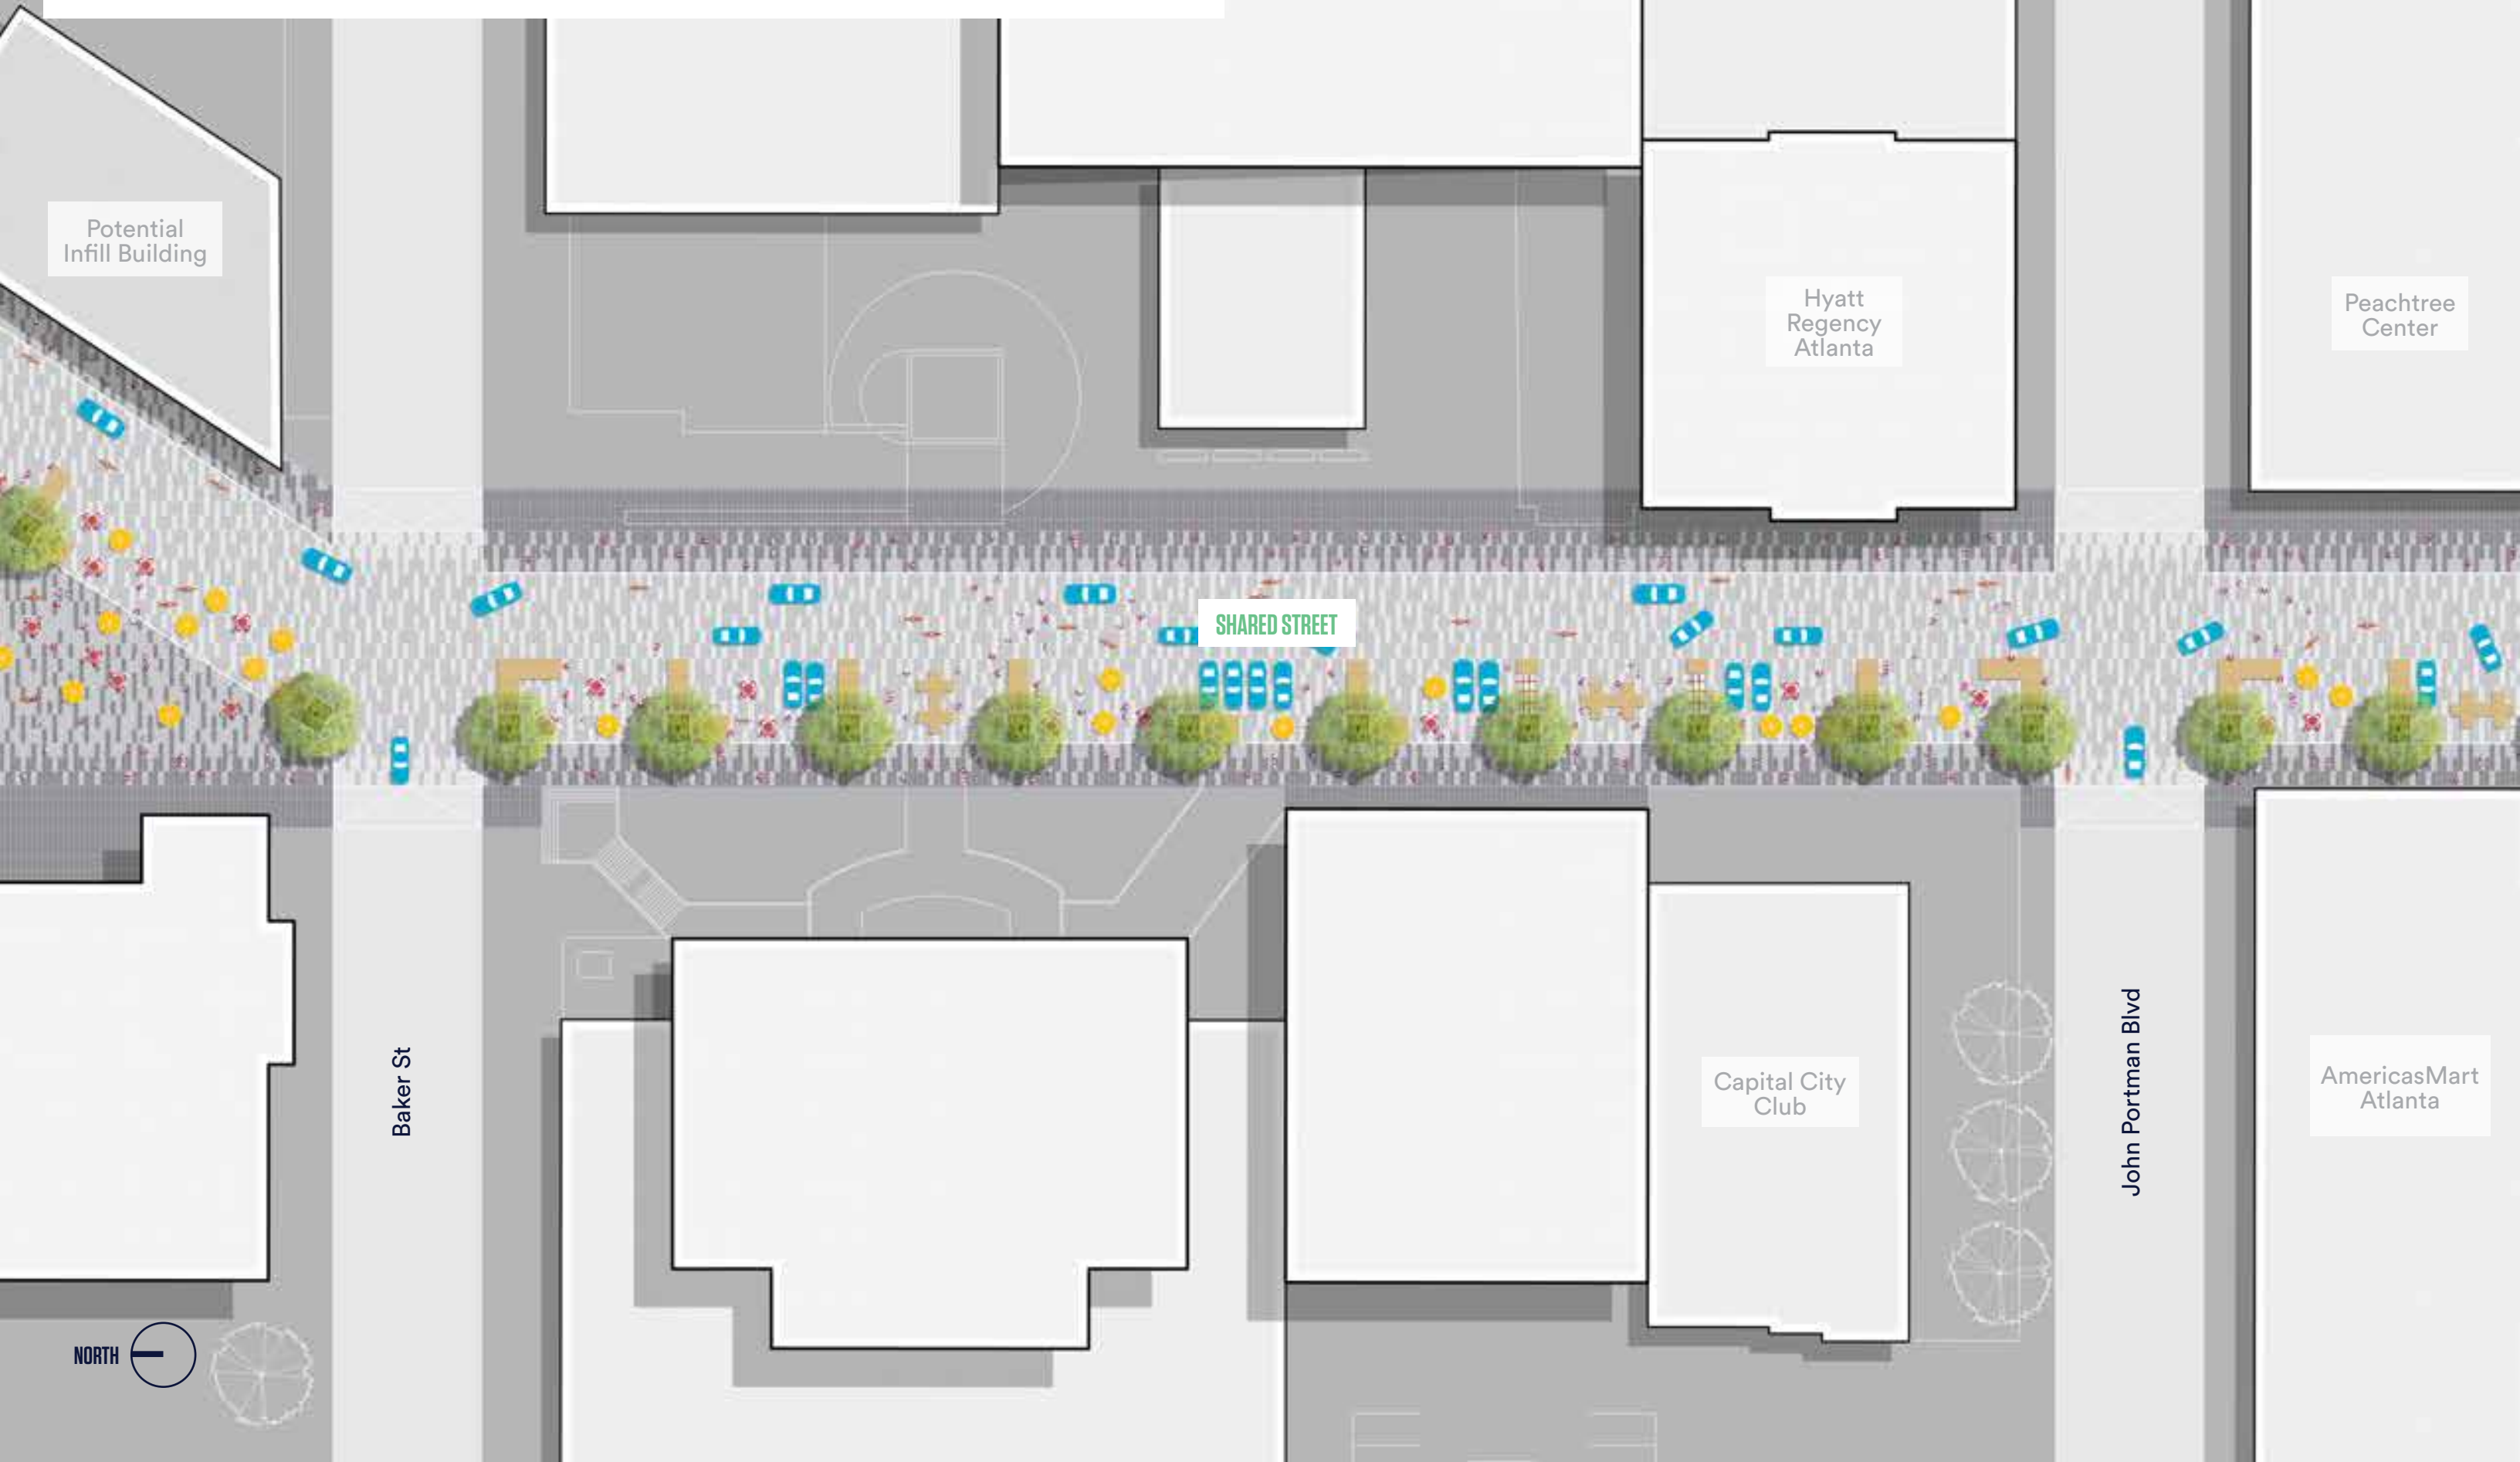 Potential
Infill Building
Hyatt
Regency
Atlanta
Peachtree
Center
SHARED STREET
Baker St
Capital City
Club
John Portman Blvd
AmericasMart
Atlanta
NORTH